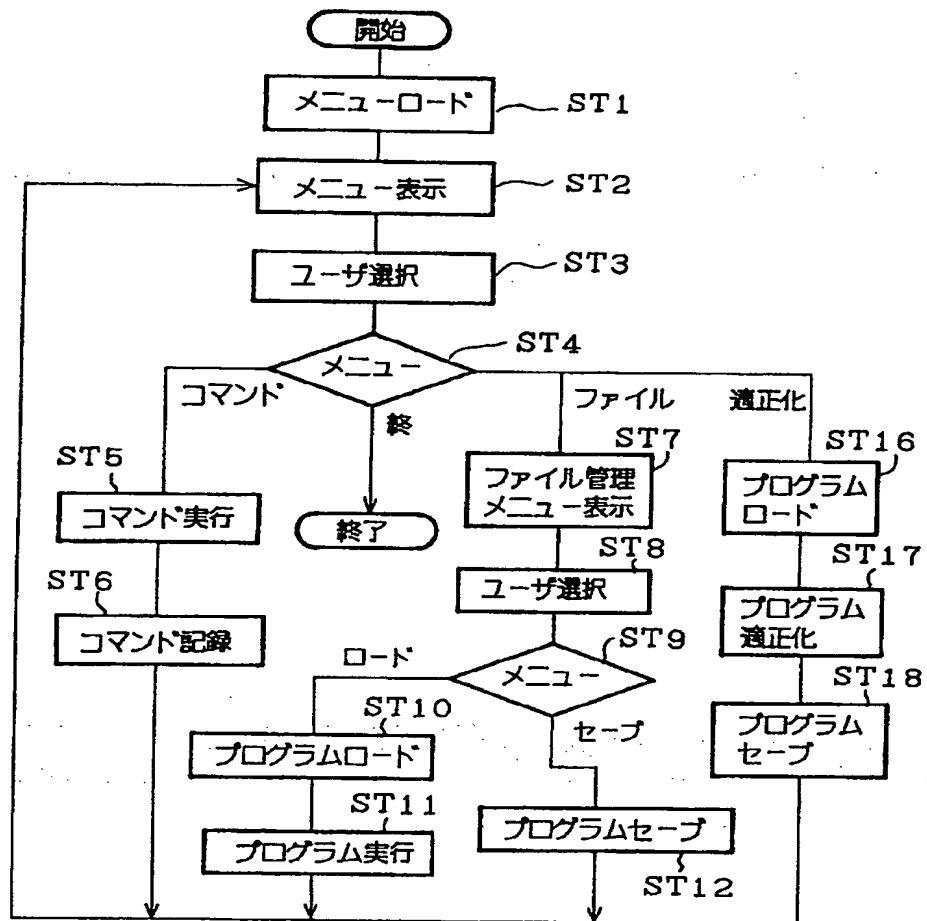 開始
メニューロード
ST1
メニュー表示
ST2
ユーザ選択
ST3
メニュー
ST4
コマンド
終
ファイル
適正化
ST5
コマンド実行
ST6
コマンド記録
終了
ST7
ファイル管理
メニュー表示
ST8
ユーザ選択
ST9
メニュー
ロード
セーブ
ST10
プログラムロード
ST11
プログラム実行
プログラムセーブ
ST12
ST16
プログラム
ロード
ST17
プログラム
適正化
ST18
プログラム
セーブ